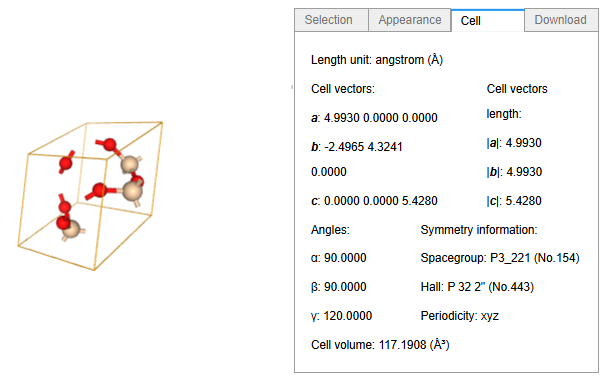 Selection Appearance Cell Download
Length unit: angstrom (Å)
Cell vectors: Cell vectors
a: 4.9930 0.0000 0.0000 length:
b: -2.4965 4.3241 |a|: 4.9930
0.0000 |b|: 4.9930
c: 0.0000 0.0000 5.4280 |c|: 5.4280
Angles: Symmetry information:
α: 90.0000 Spacegroup: P3_221 (No.154)
β: 90.0000 Hall: P 32 2" (No.443)
γ: 120.0000 Periodicity: xyz
Cell volume: 117.1908 (Å³)